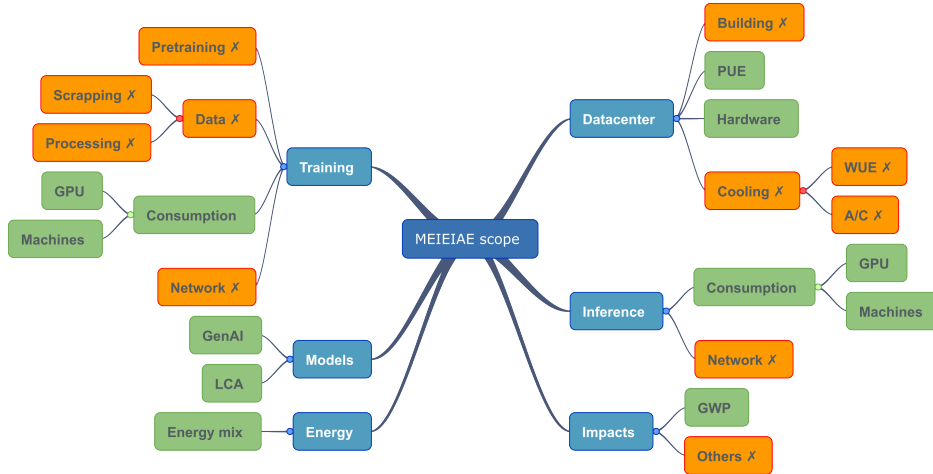 MEIEIAE scope
Training
Pretraining ✗
Data ✗
Scrapping ✗
Processing ✗
Consumption
GPU
Machines
Network ✗
Models
GenAI
LCA
Energy
Energy mix
Datacenter
Building ✗
PUE
Hardware
Cooling ✗
WUE ✗
A/C ✗
Inference
Consumption
GPU
Machines
Network ✗
Impacts
GWP
Others ✗